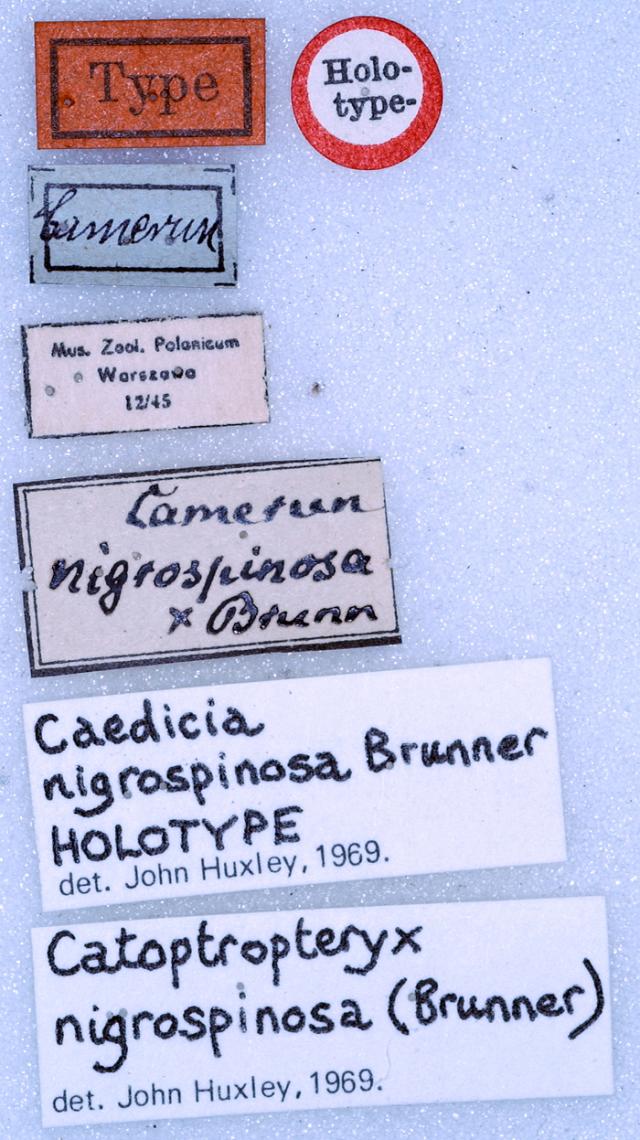 Type
Holo-
type-
Camerun
Mus. Zool. Polonicum
Warszawa
12/45
Camerun
nigrospinosa
x Brunn
Caedicia
nigrospinosa Brunner
HOLOTYPE
det. John Huxley, 1969.
Catoptropteryx
nigrospinosa (Brunner)
det. John Huxley, 1969.